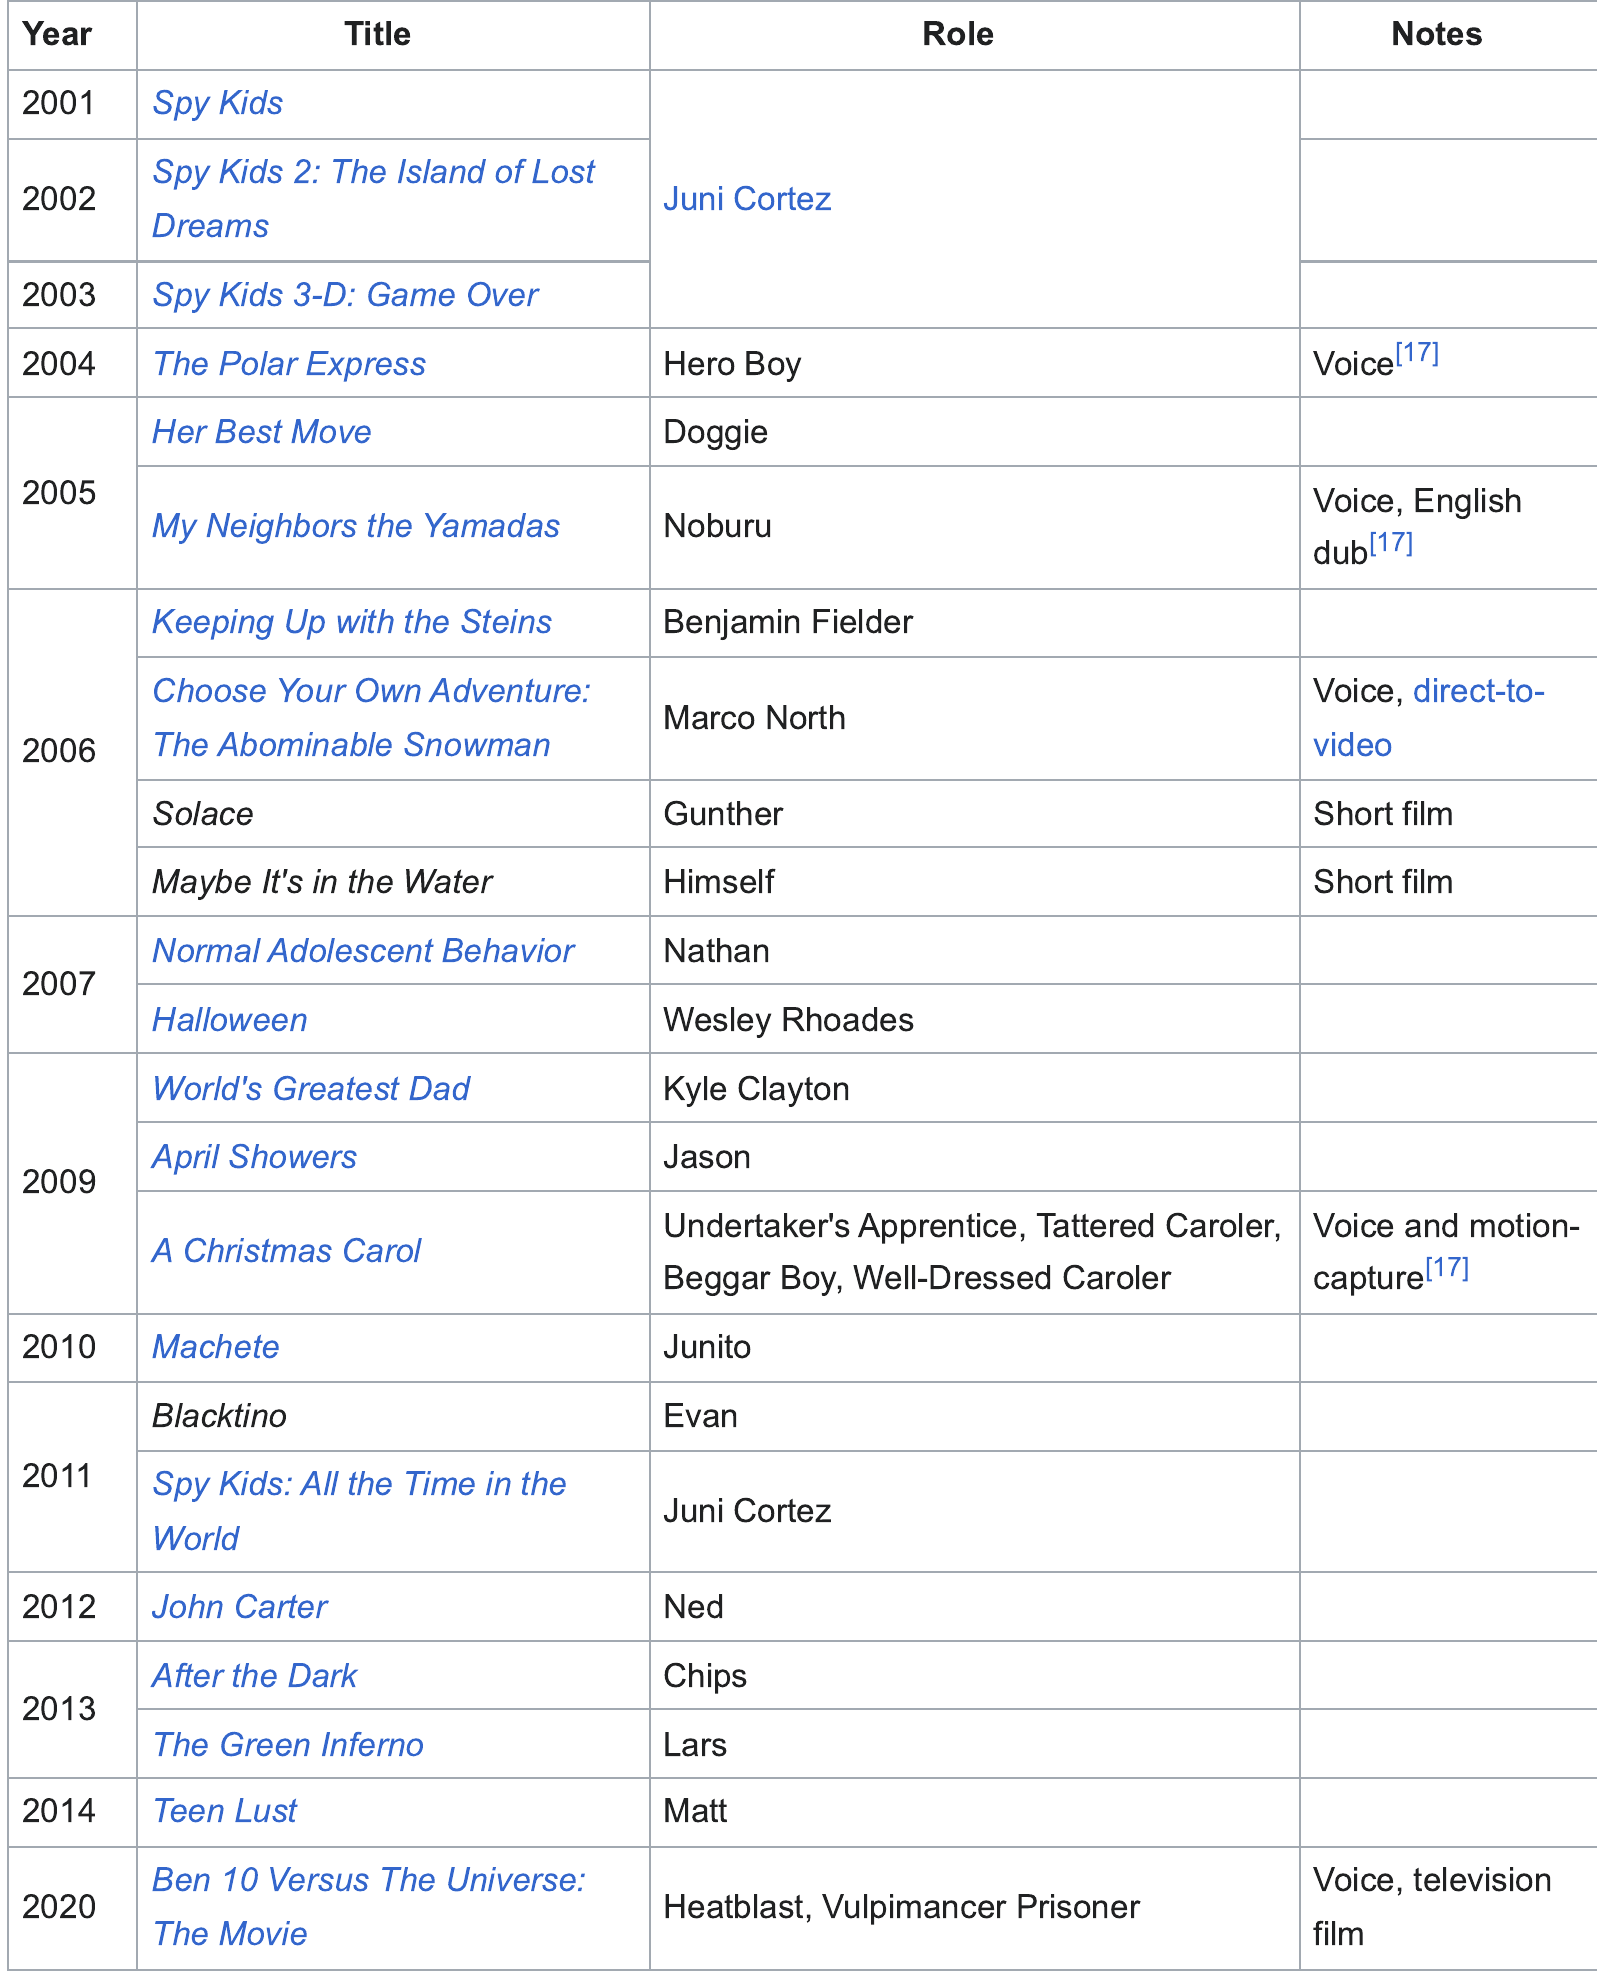 Year Title Role Notes
2001 Spy Kids
Spy Kids 2: The Island of Lost
2002 Juni Cortez
Dreams
2003 Spy Kids 3-D: Game Over
2004 The Polar Express Hero Boy Voice[17]
Her Best Move Doggie
2005
My Neighbors the Yamadas Noburu Voice, English
dub[17]
Keeping Up with the Steins Benjamin Fielder
2006
Choose Your Own Adventure:
The Abominable Snowman
Marco North
Voice, direct-to-
video
Solace Gunther Short film
Maybe It's in the Water Himself Short film
2007
Normal Adolescent Behavior Nathan
Halloween Wesley Rhoades
2009
World's Greatest Dad Kyle Clayton
April Showers Jason
A Christmas Carol
Undertaker's Apprentice, Tattered Caroler,
Beggar Boy, Well-Dressed Caroler
Voice and motion-
capture[17]
2010 Machete Junito
2011
Blacktino Evan
Spy Kids: All the Time in the
World
Juni Cortez
2012 John Carter Ned
2013
After the Dark Chips
The Green Inferno Lars
2014 Teen Lust Matt
2020
Ben 10 Versus The Universe:
The Movie
Heatblast, Vulpimancer Prisoner
Voice, television
film